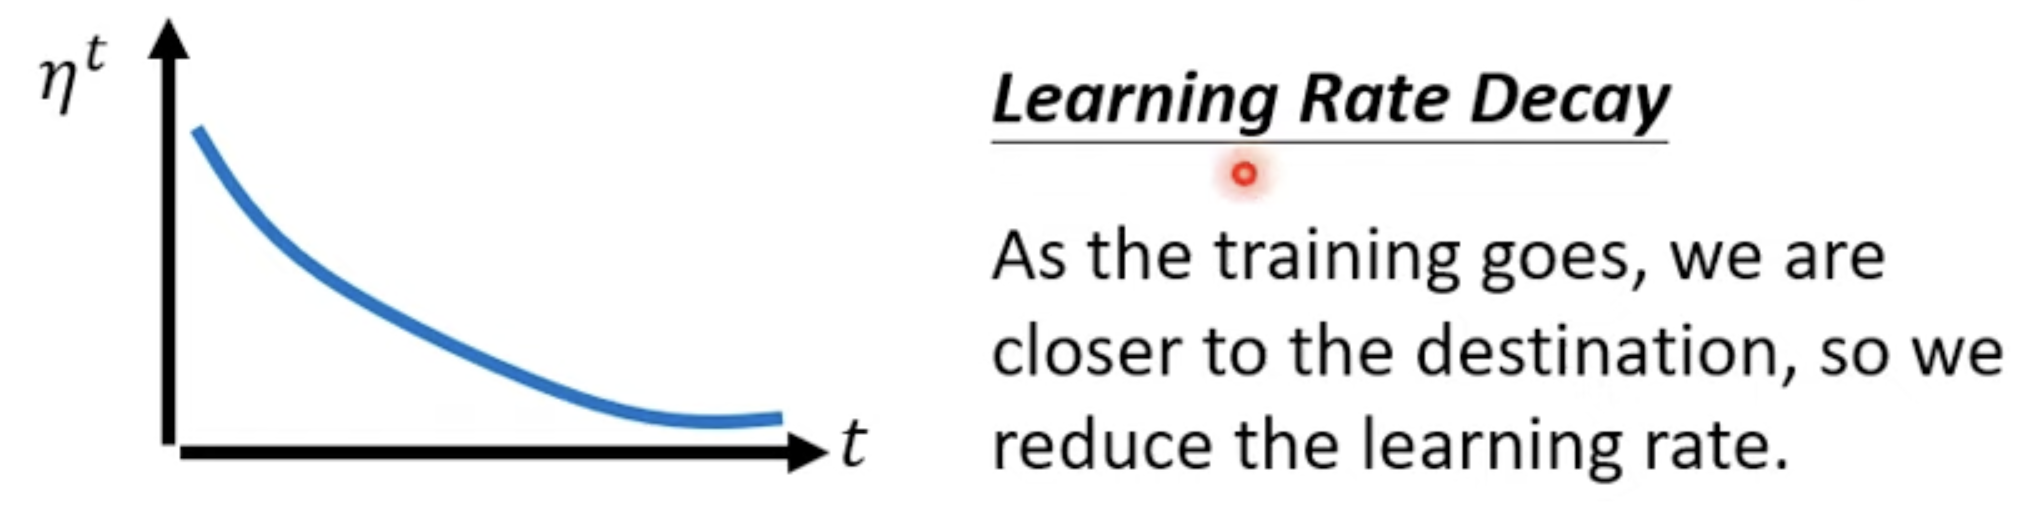 η^t
t
Learning Rate Decay
As the training goes, we are
closer to the destination, so we
reduce the learning rate.